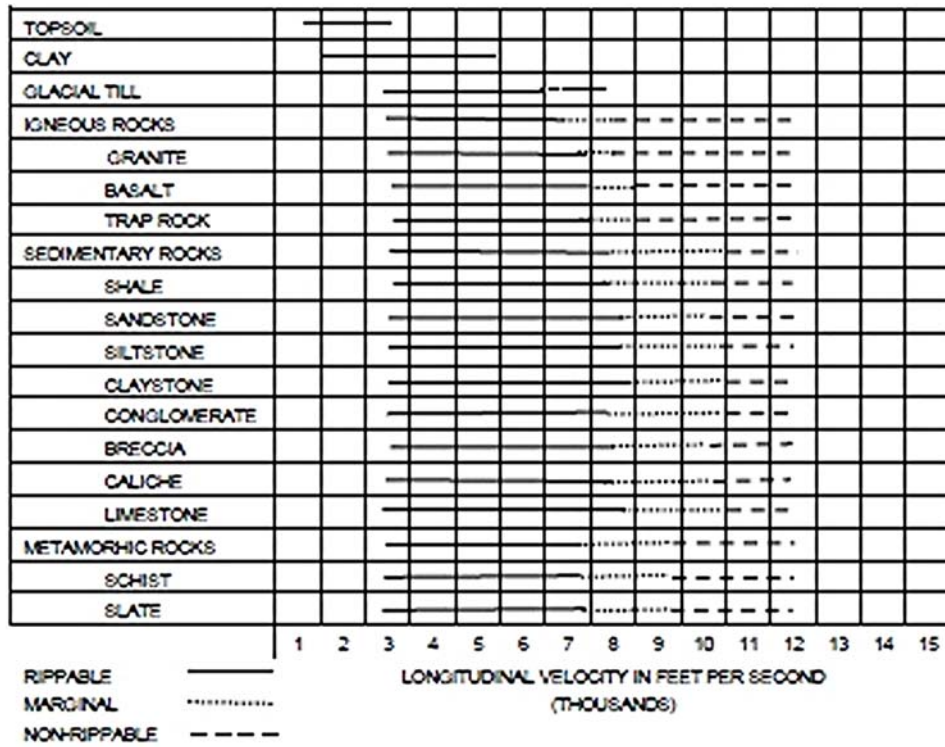 TOPSOIL
CLAY
GLACIAL TILL
IGNEOUS ROCKS
GRANITE
BASALT
TRAP ROCK
SEDIMENTARY ROCKS
SHALE
SANDSTONE
SILTSTONE
CLAYSTONE
CONGLOMERATE
BRECCIA
CALICHE
LIMESTONE
METAMORHIC ROCKS
SCHIST
SLATE
1 2 3 4 5 6 7 8 9 10 11 12 13 14 15
RIPPABLE LONGITUDINAL VELOCITY IN FEET PER SECOND
MARGINAL (THOUSANDS)
NON-RIPPABLE